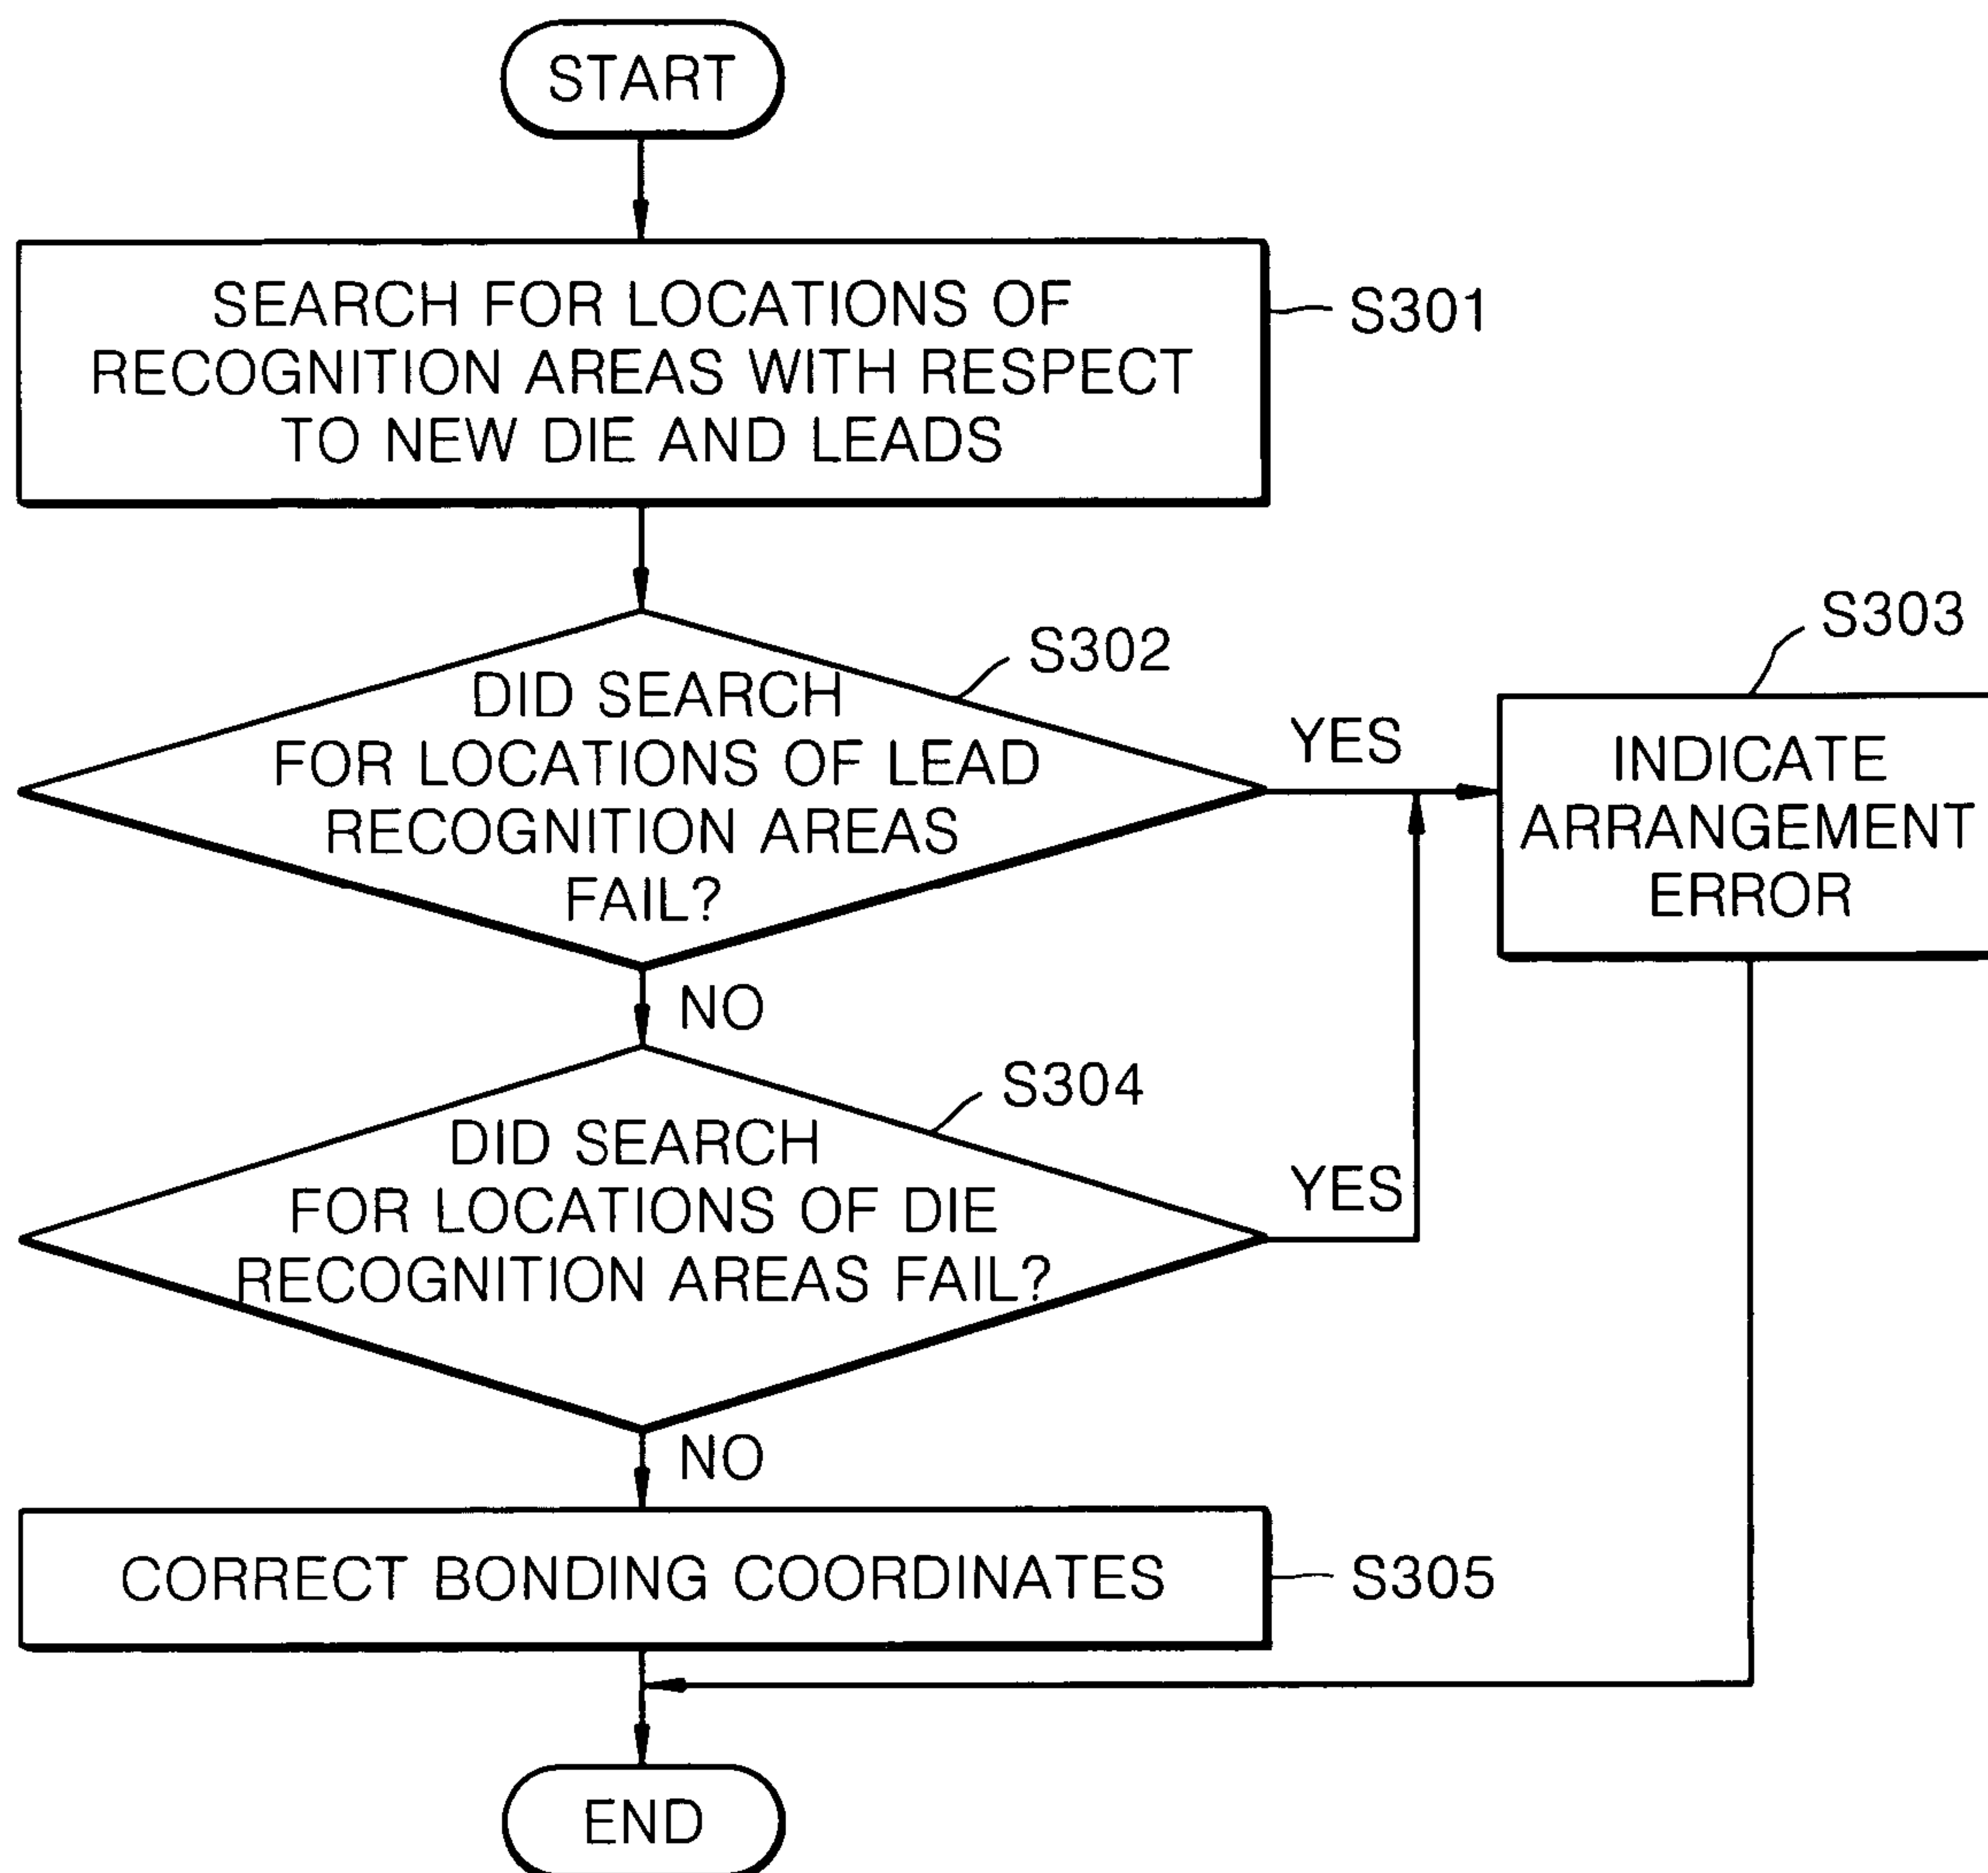 START
SEARCH FOR LOCATIONS OF
RECOGNITION AREAS WITH RESPECT
TO NEW DIE AND LEADS
S301
S302
DID SEARCH
FOR LOCATIONS OF LEAD
RECOGNITION AREAS
FAIL?
YES
S303
INDICATE
ARRANGEMENT
ERROR
NO
S304
DID SEARCH
FOR LOCATIONS OF DIE
RECOGNITION AREAS FAIL?
YES
NO
CORRECT BONDING COORDINATES
S305
END